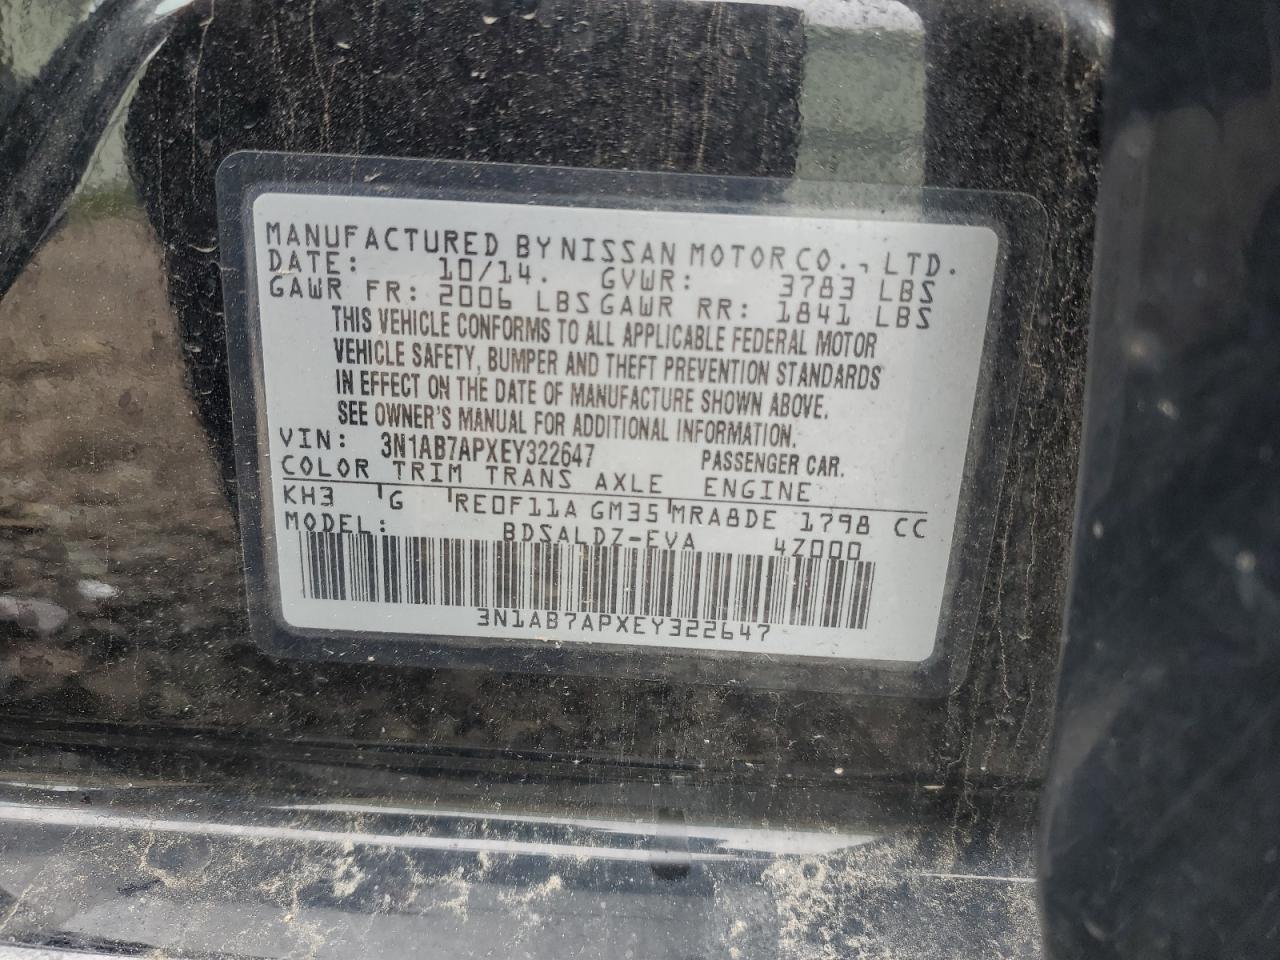 MANUFACTURED BY NISSAN MOTOR CO., LTD.
DATE: 10/14. GVWR: 3783 LBS
GAWR FR: 2006 LBS GAWR RR: 1841 LBS
THIS VEHICLE CONFORMS TO ALL APPLICABLE FEDERAL MOTOR
VEHICLE SAFETY, BUMPER AND THEFT PREVENTION STANDARDS
IN EFFECT ON THE DATE OF MANUFACTURE SHOWN ABOVE.
SEE OWNER'S MANUAL FOR ADDITIONAL INFORMATION.
VIN: 3N1AB7APXEY322647 PASSENGER CAR.
COLOR TRIM TRANS AXLE ENGINE
KH3 G RE0F11A GM35 MRA8DE 1798 CC
MODEL: BDSALDZ-EVA 4Z000
3N1AB7APXEY322647